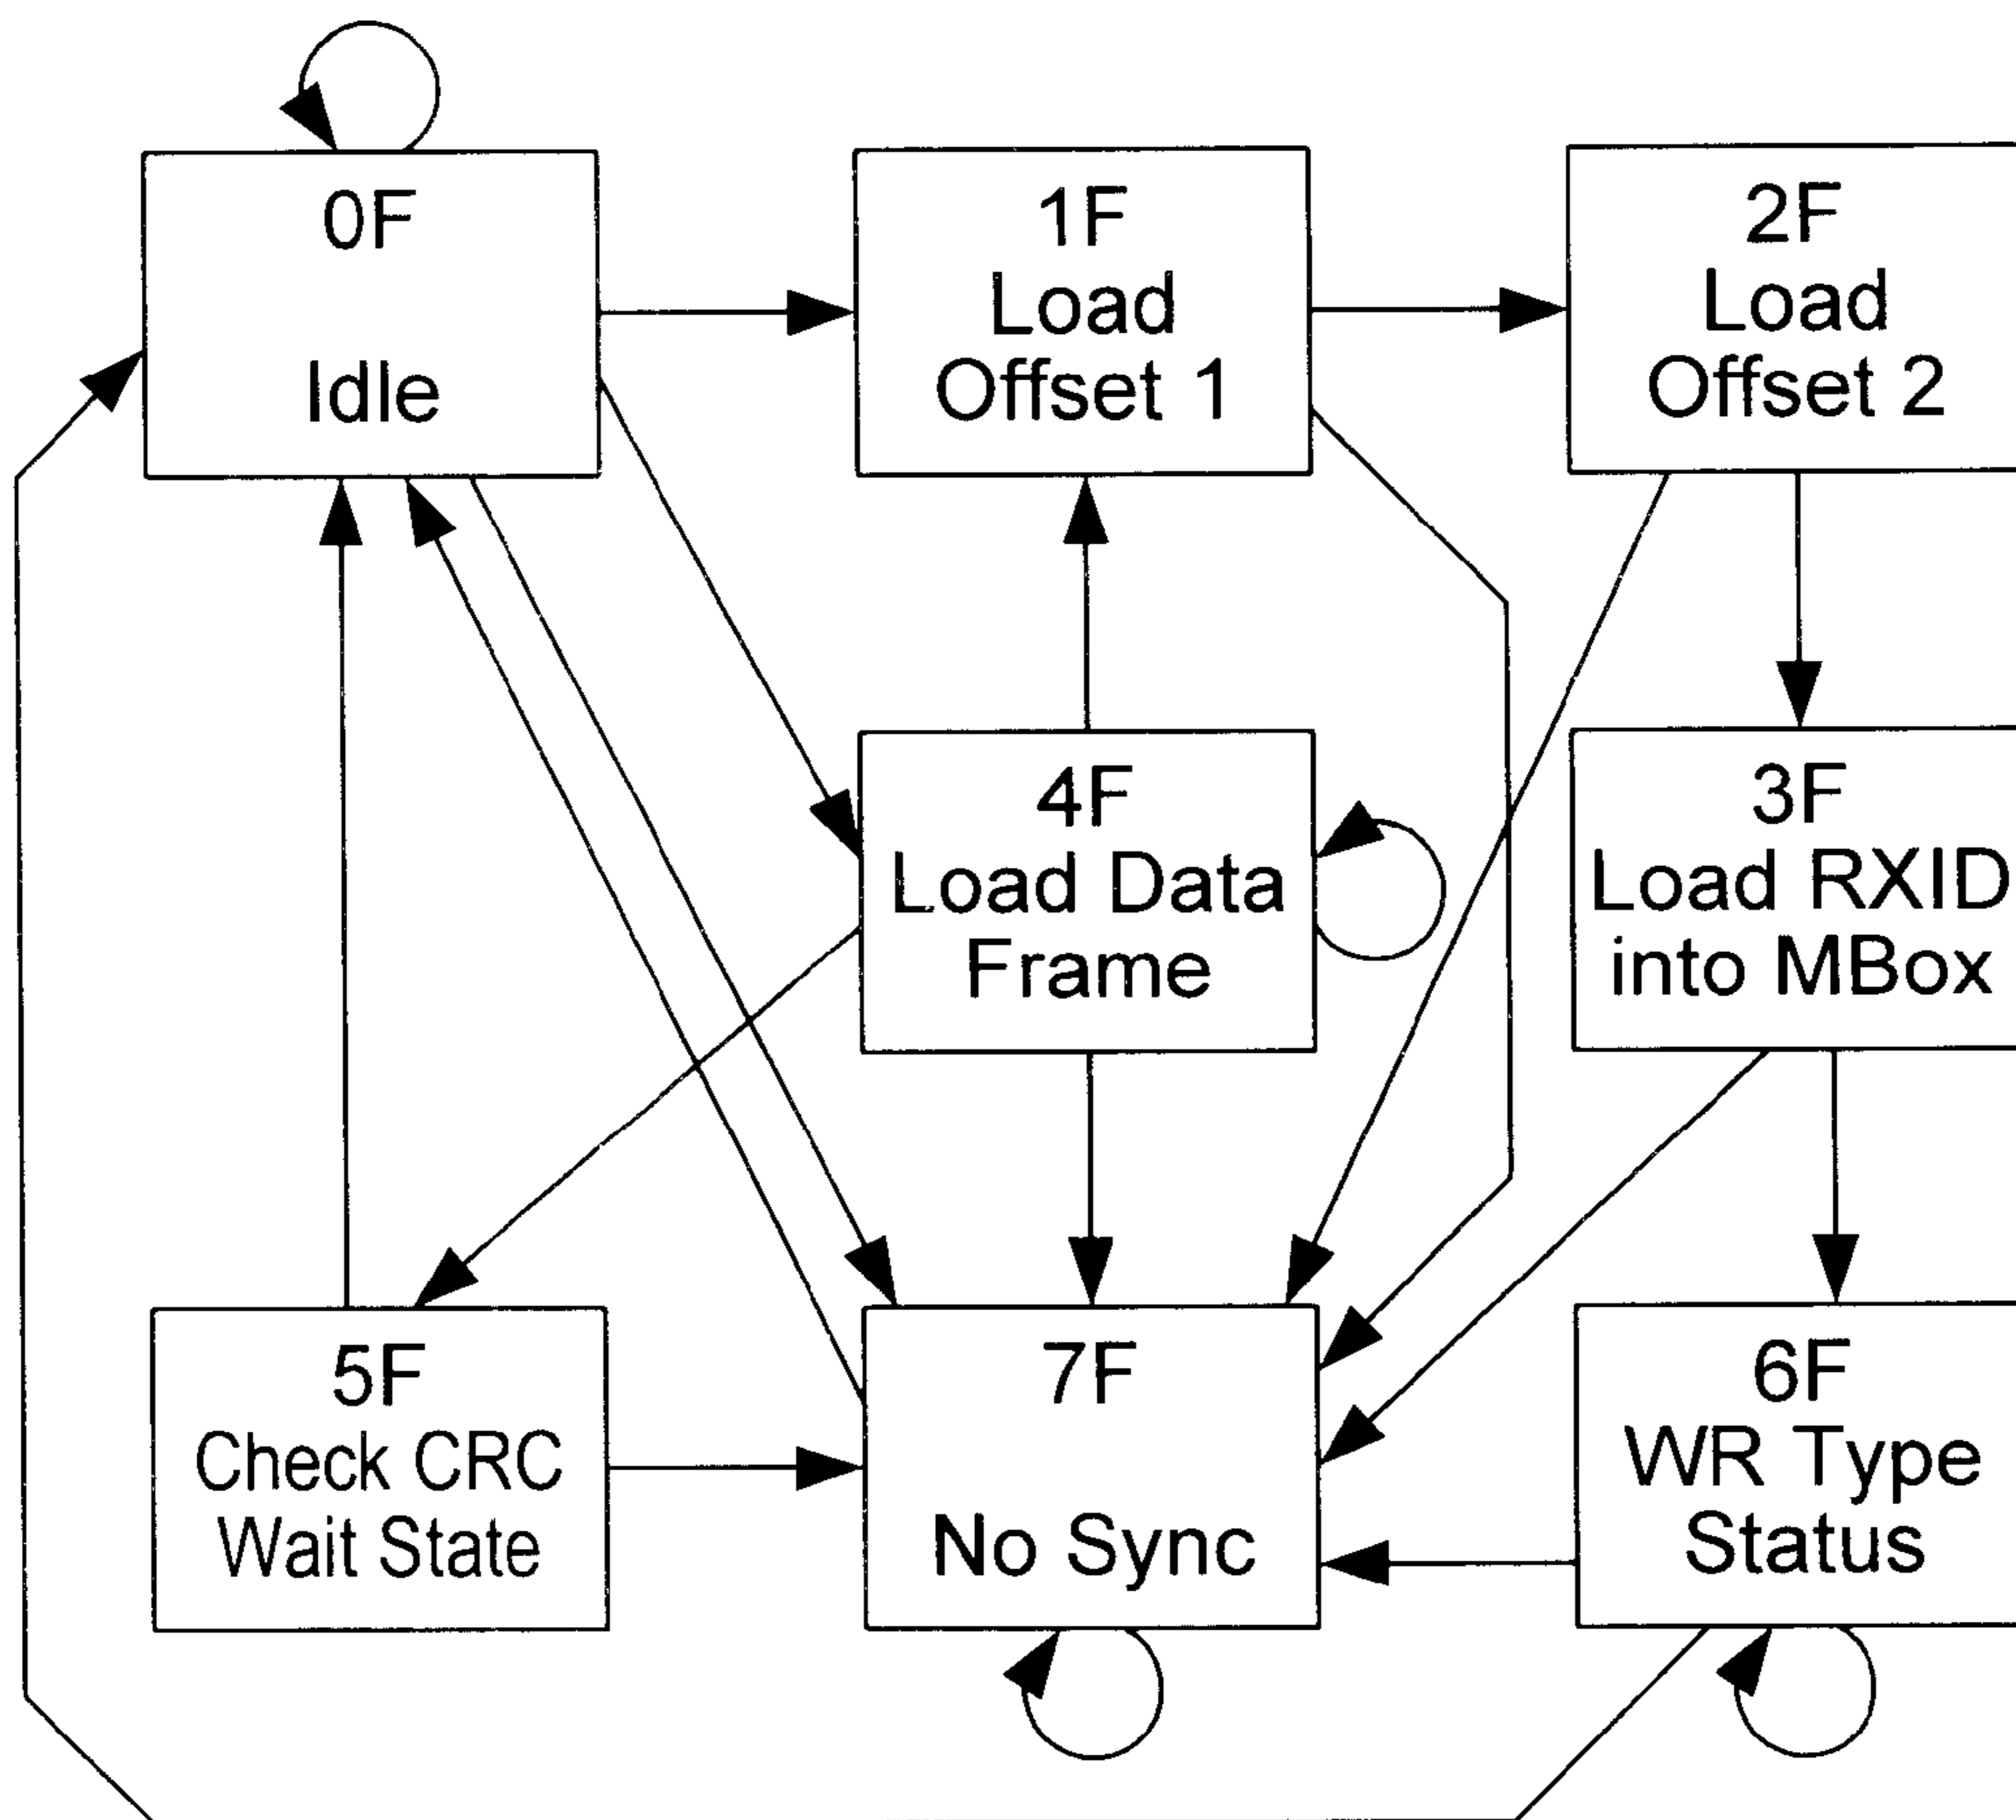 0F
Idle
1F
Load
Offset 1
2F
Load
Offset 2
4F
Load Data
Frame
3F
Load RXID
into MBox
5F
Check CRC
Wait State
7F
No Sync
6F
WR Type
Status